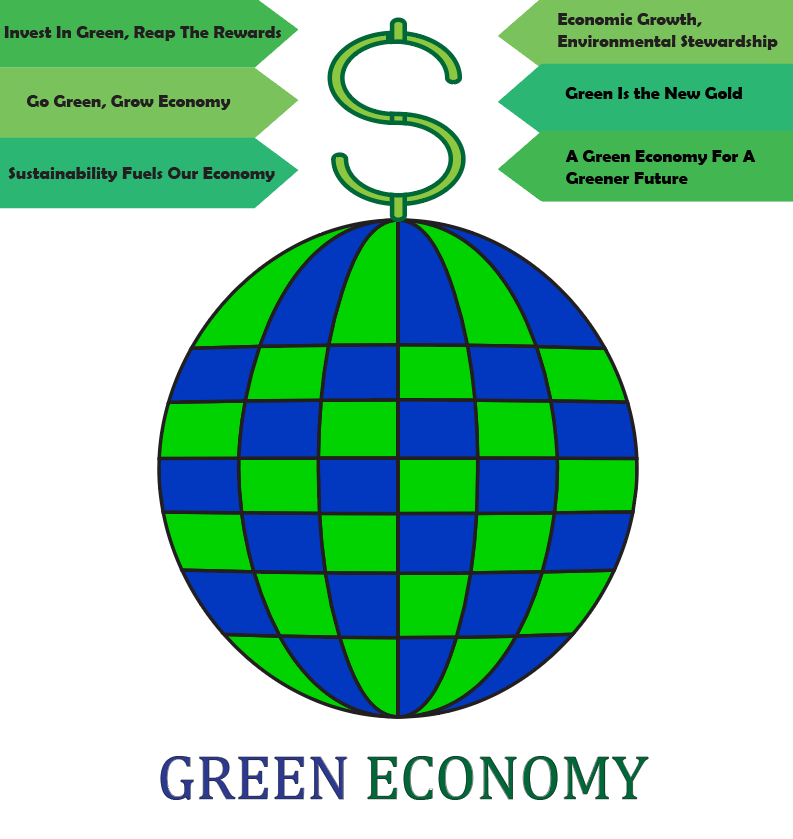 Invest In Green, Reap The Rewards
Go Green, Grow Economy
Sustainability Fuels Our Economy
$
Economic Growth,
Environmental Stewardship
Green Is the New Gold
A Green Economy For A
Greener Future
GREEN ECONOMY